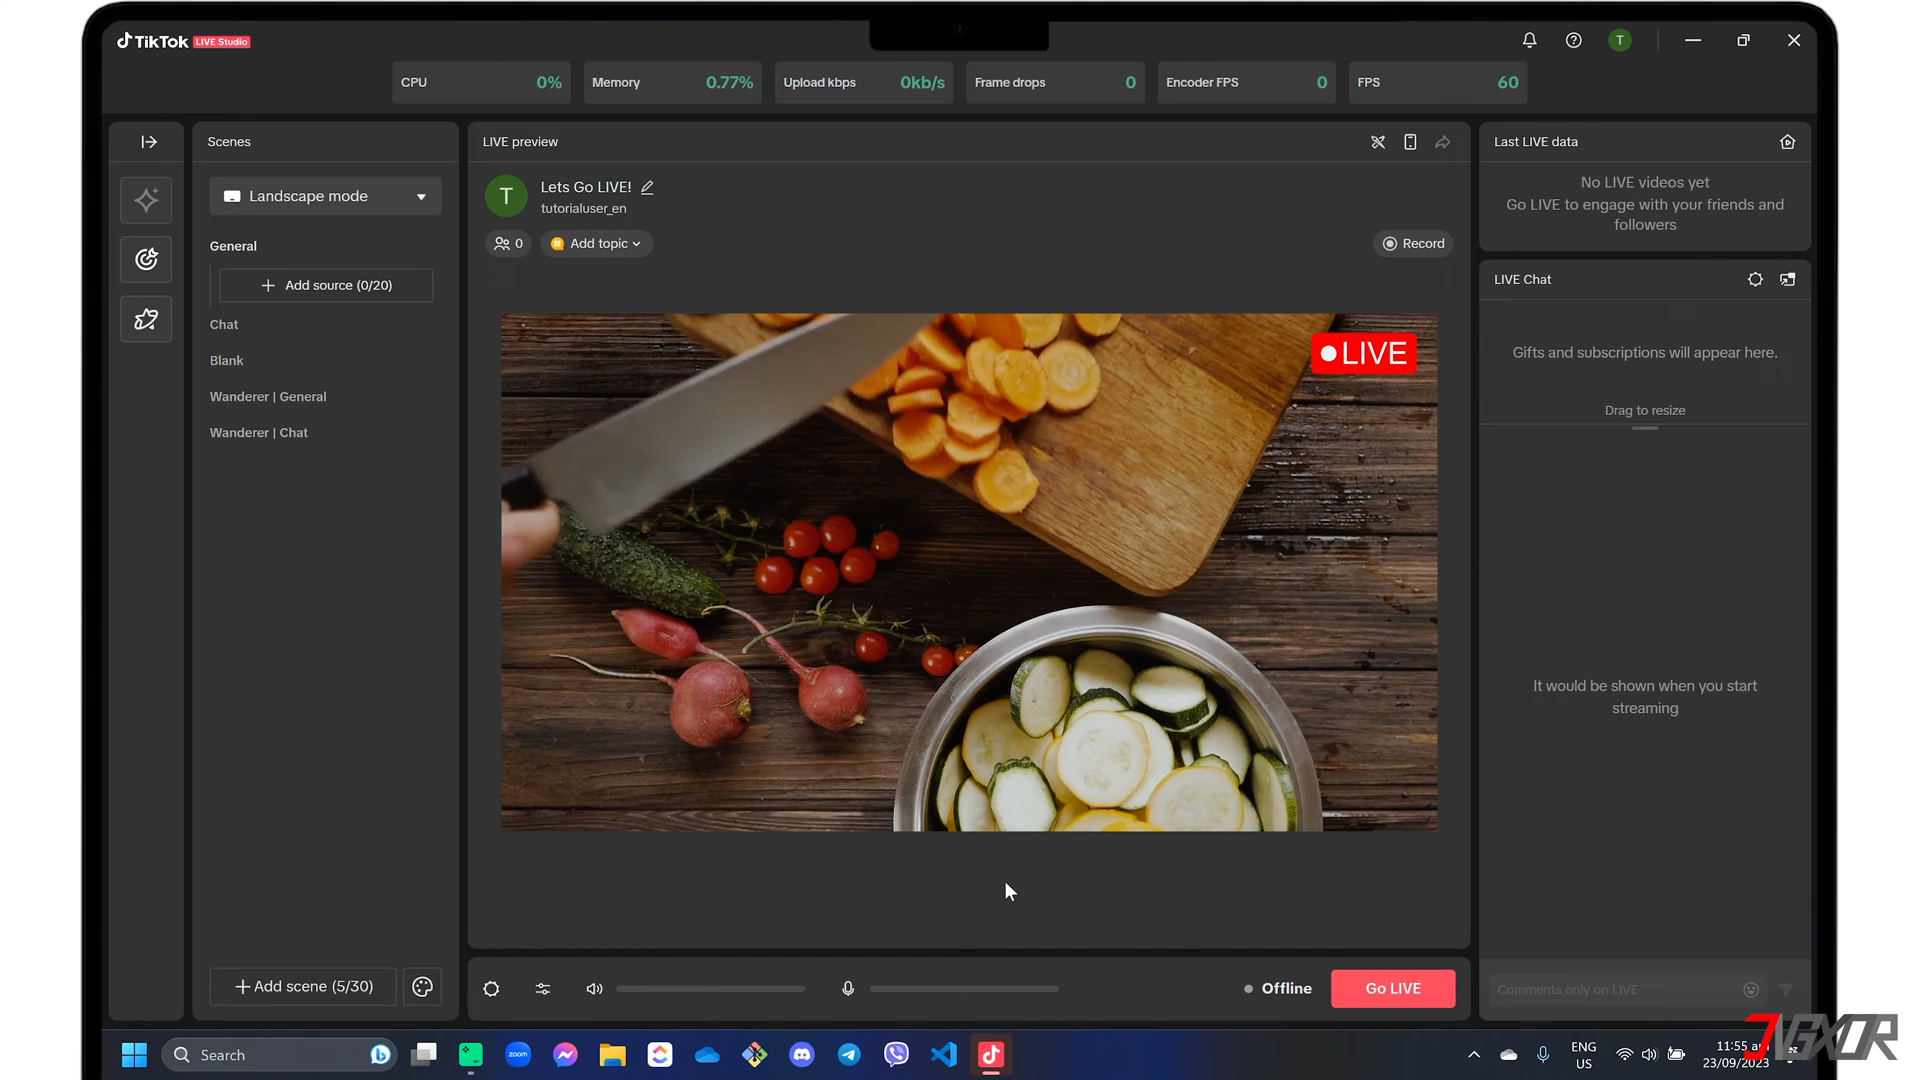 TikTok LIVE Studio
T
CPU 0%
Memory 0.77%
Upload kbps 0kb/s
Frame drops 0
Encoder FPS 0
FPS 60
Scenes
Landscape mode
General
Add source (0/20)
Chat
Blank
Wanderer | General
Wanderer | Chat
+ Add scene (5/30)
LIVE preview
T
Lets Go LIVE!
tutorialuser_en
0
# Add topic
Record
LIVE
Offline
Go LIVE
Last LIVE data
No LIVE videos yet
Go LIVE to engage with your friends and
followers
LIVE Chat
Gifts and subscriptions will appear here.
Drag to resize
It would be shown when you start
streaming
Comments only on LIVE
Search
zoom
ENG
US
11:55
23/09/2023